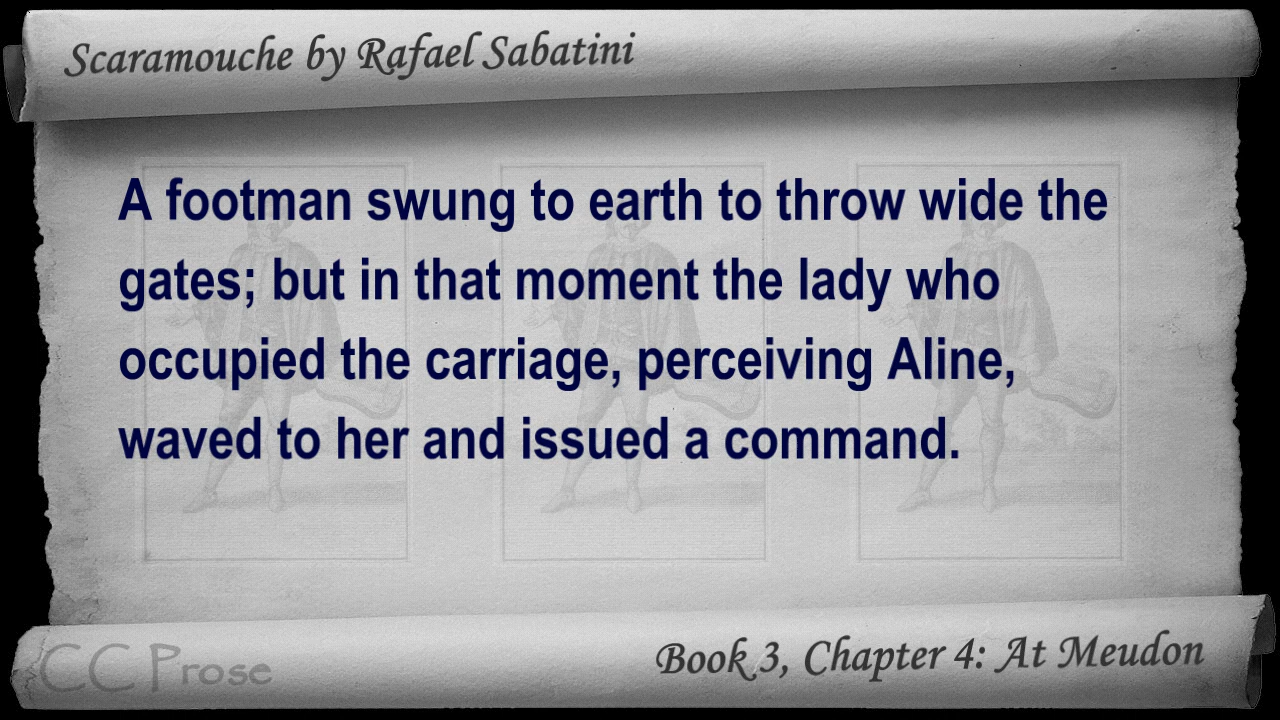 Scaramouche by Rafael Sabatini
A footman swung to earth to throw wide the
gates; but in that moment the lady who
occupied the carriage, perceiving Aline,
waved to her and issued a command.
CC Prose
Book 3, Chapter 4: At Meudon